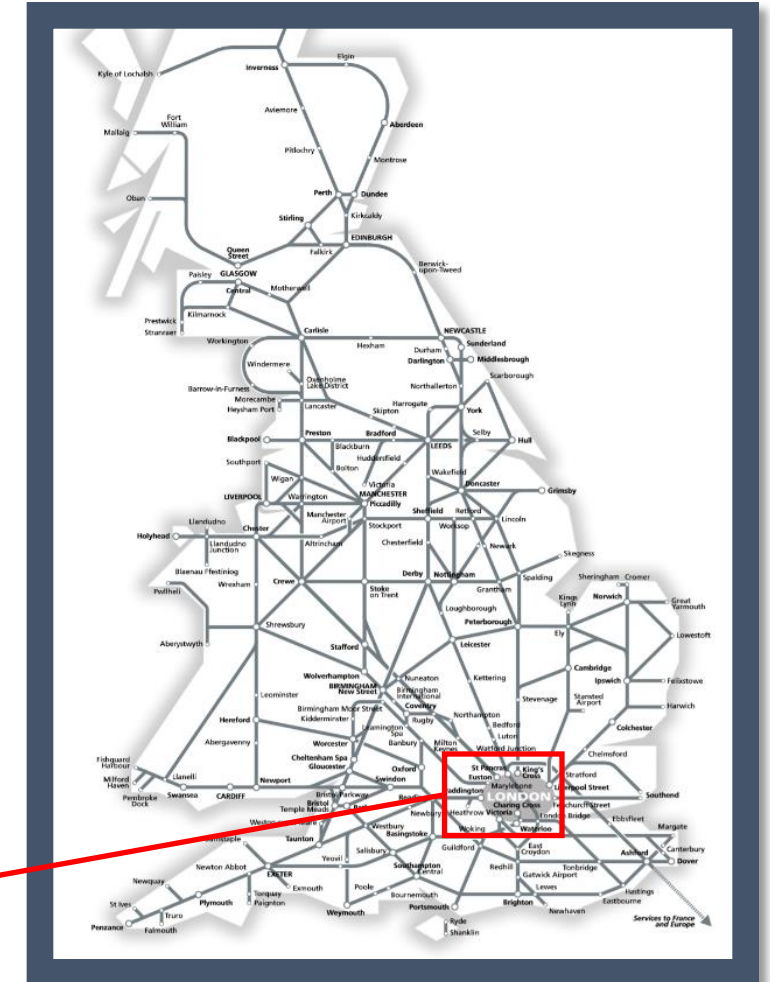 Elgin
Inverness
Kyle of Lochalsh
Aviemore
Fort
William
Aberdeen
Mallaig
Pitlochry
Montrose
Perth
Dundee
Oban
Kirkcaldy
Stirling
EDINBURGH
Queen
Street
Falkirk
Berwick-
upon-Tweed
Paisley
GLASGOW
Central
Motherwell
Kilmarnock
Prestwick
Stranraer
Carlisle
NEWCASTLE
Workington
Hexham
Sunderland
Durham
Darlington
Middlesbrough
Windermere
Oxenholme
Lake District
Scarborough
Barrow-in-Furness
Northallerton
Morecambe
Heysham Port
Lancaster
Harrogate
Skipton
York
Blackpool
Preston
Bradford
Selby
Blackburn
LEEDS
Hull
Southport
Huddersfield
Bolton
Wigan
Wakefield
Victoria
Doncaster
LIVERPOOL
Warrington
MANCHESTER
Piccadilly
Grimsby
Manchester
Airport
Sheffield
Retford
Llandudno
Chester
Stockport
Worksop
Lincoln
Holyhead
Llandudno
Junction
Altrincham
Chesterfield
Newark
Skegness
Blaenau Ffestiniog
Wrexham
Crewe
Stoke
on Trent
Derby
Nottingham
Grantham
Spalding
Sheringham
Cromer
Pwllheli
Kings
Lynn
Norwich
Great
Yarmouth
Loughborough
Peterborough
Shrewsbury
Ely
Lowestoft
Aberystwyth
Stafford
Leicester
Wolverhampton
Cambridge
BIRMINGHAM
New Street
Nuneaton
Kettering
Birmingham
International
Ipswich
Felixstowe
Leominster
Birmingham Moor Street
Coventry
Stevenage
Stansted
Airport
Harwich
Kidderminster
Rugby
Northampton
Hereford
Leamington
Spa
Bedford
Colchester
Worcester
Banbury
Milton
Keynes
Luton
Abergavenny
Watford Junction
Chelmsford
Fishguard
Harbour
Cheltenham Spa
Gloucester
Oxford
St Pancras
King's
Cross
Euston
Stratford
Milford
Haven
Llanelli
Newport
Swindon
Marylebone
Liverpool Street
Pembroke
Dock
Swansea
CARDIFF
Bristol Parkway
Paddington
LONDON
Southend
Bristol
Temple Meads
Charing Cross
Fenchurch Street
Heathrow
Victoria
London Bridge
Ebbsfleet
Newbury
Westbury
Woking
Waterloo
Margate
Basingstoke
Taunton
Guildford
East
Croydon
Canterbury
Yeovil
Salisbury
Ashford
Newton Abbot
EXETER
Southampton
Central
Redhill
Tonbridge
Dover
Gatwick Airport
Newquay
Exmouth
Poole
Lewes
Hastings
Torquay
Paignton
Bournemouth
Eastbourne
St Ives
Plymouth
Portsmouth
Brighton
Newhaven
Truro
Weymouth
Services to France
and Europe
Penzance
Falmouth
Ryde
Shanklin